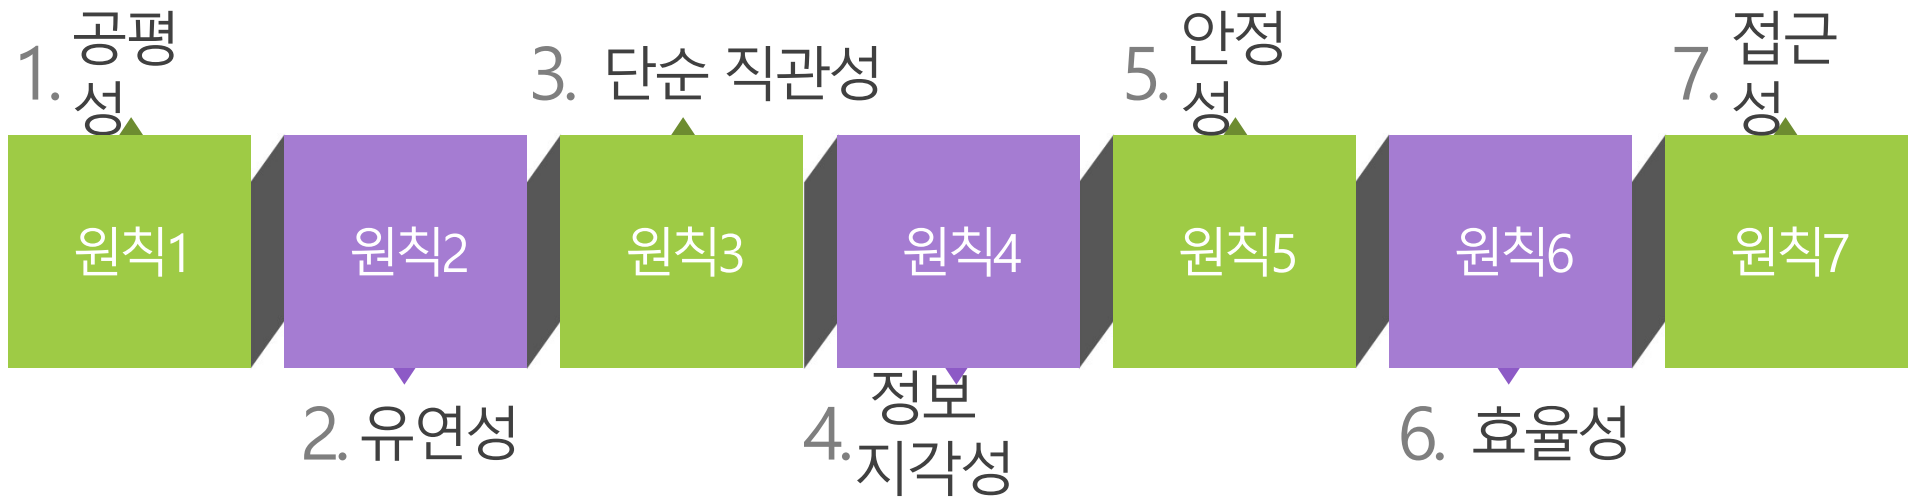 1. 공평
성
3. 단순 직관성
5. 안정
성
7. 접근
성
원칙1
원칙2
원칙3
원칙4
원칙5
원칙6
원칙7
2. 유연성
4. 정보
지각성
6. 효율성